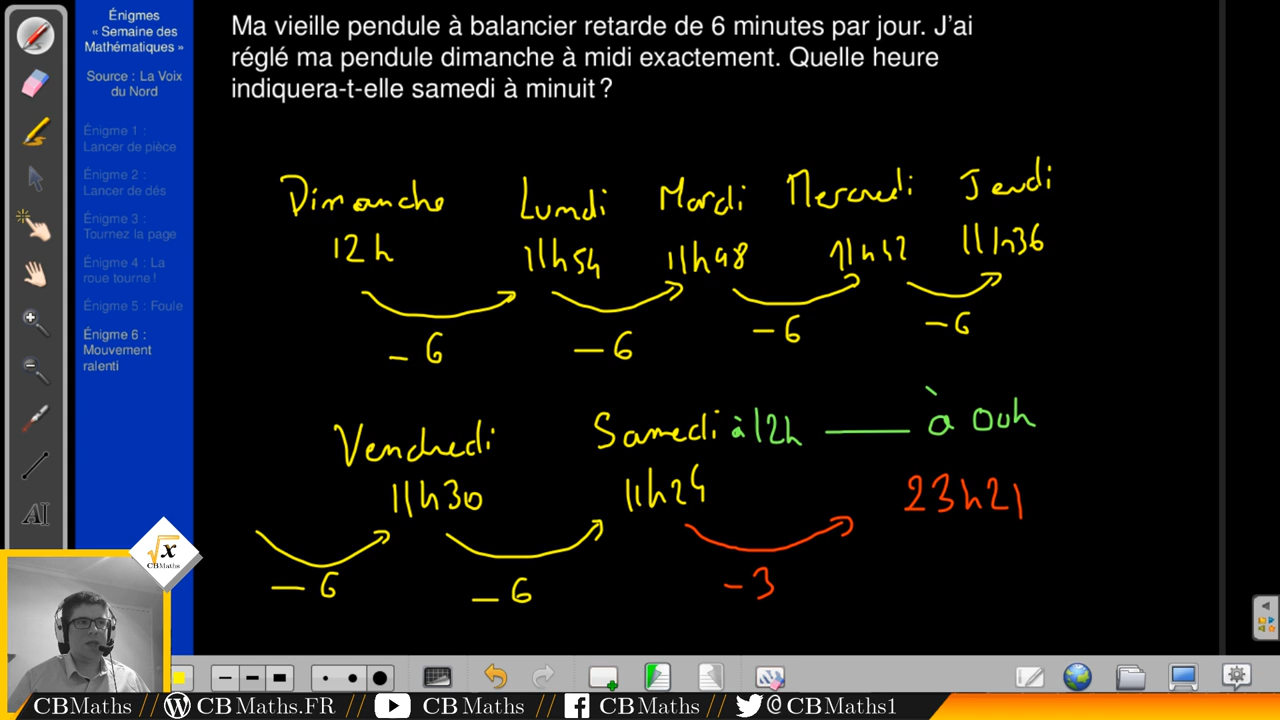 Énigmes
« Semaine des
Mathématiques »
Source : La Voix
du Nord
Énigme 1 :
Lancer de pièce
Énigme 2 :
Lancer de dés
Énigme 3 :
Tournez la page
Énigme 4 : La
roue tourne !
Énigme 5 : Foule
Énigme 6 :
Mouvement
ralenti
Ma vieille pendule à balancier retarde de 6 minutes par jour. J'ai
réglé ma pendule dimanche à midi exactement. Quelle heure
indiquera-t-elle samedi à minuit ?
Dimanche Lundi Mardi Mercredi Jeudi
12h 11h54 11h48 11h42 11h36
-6 -6 -6 -6
Vendredi Samedi à 12h — à 00h
11h30 11h24 23h21
-6 -6 -3
AI
√x
CBMaths
CBMaths CBMaths.FR CBMaths CBMaths @CBMaths1